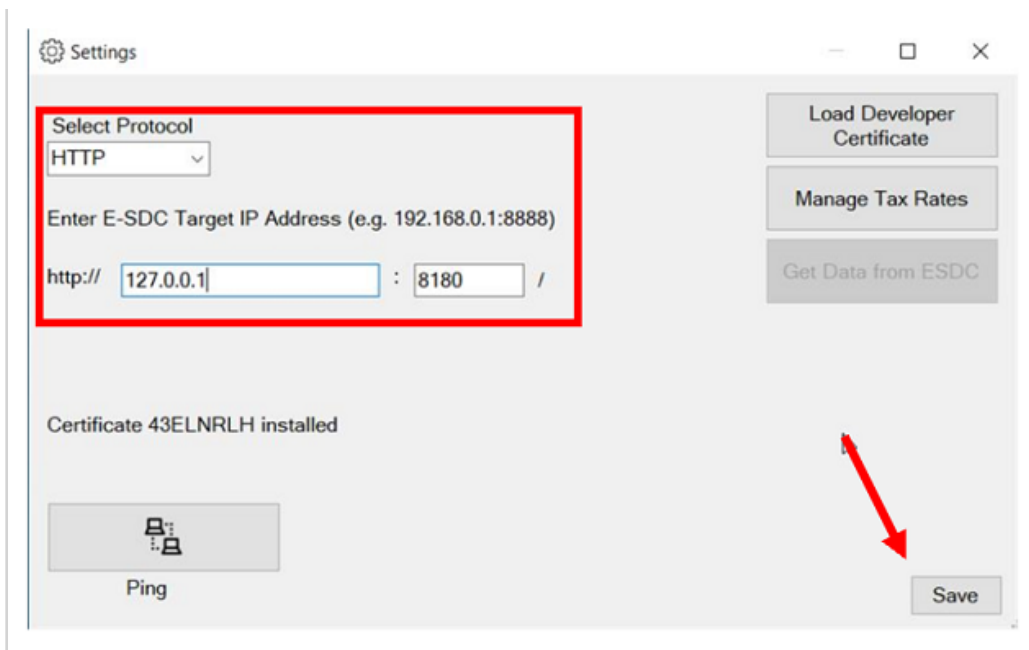 Settings
Select Protocol
HTTP
Enter E-SDC Target IP Address (e.g. 192.168.0.1:8888)
http:// 127.0.0.1 : 8180 /
Load Developer
Certificate
Manage Tax Rates
Get Data from ESDC
Certificate 43ELNRLH installed
Ping
Save